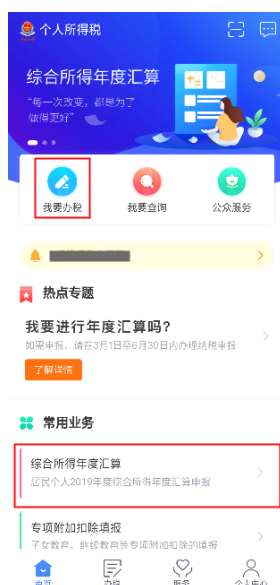 个人所得税
综合所得年度汇算
“每一次改变，都是为了
做得更好”
我要办税
我要查询
公众服务
热点专题
我要进行年度汇算吗？
如需申报，请在3月1日至6月30日内办理纳税申报
了解详情
常用业务
综合所得年度汇算
居民个人2019年度综合所得年度汇算申报
专项附加扣除填报
子女教育、继续教育等专项附加扣除的填报
首页
办税
服务
个人中心